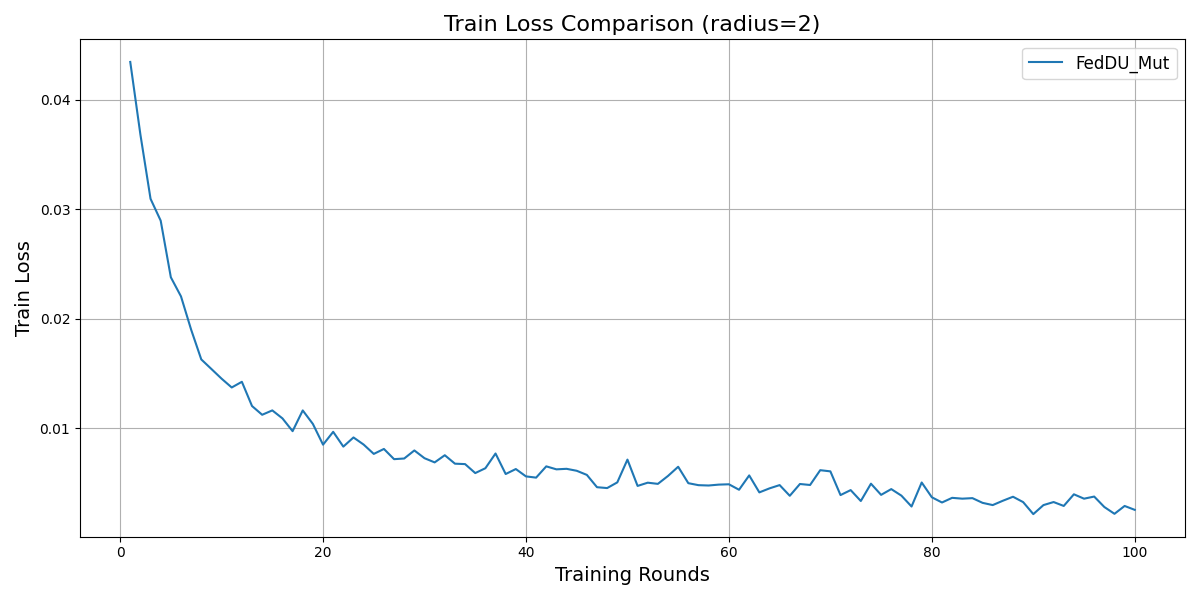 Train Loss Comparison (radius=2)
FedDU_Mut
Train Loss
0.04
0.03
0.02
0.01
0 20 40 60 80 100
Training Rounds